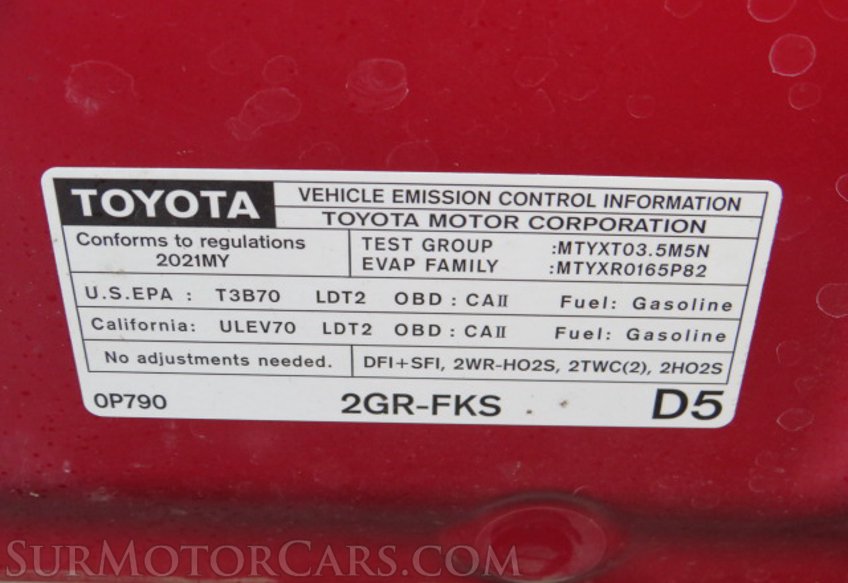 TOYOTA
VEHICLE EMISSION CONTROL INFORMATION
TOYOTA MOTOR CORPORATION
Conforms to regulations
2021MY
TEST GROUP :MTYXT03.5M5N
EVAP FAMILY :MTYXR0165P82
U.S.EPA : T3B70 LDT2 OBD : CAII Fuel: Gasoline
California: ULEV70 LDT2 OBD : CAII Fuel: Gasoline
No adjustments needed.
DFI+SFI, 2WR-HO2S, 2TWC(2), 2HO2S
0P790 2GR-FKS D5
SURMOTORCARS.COM